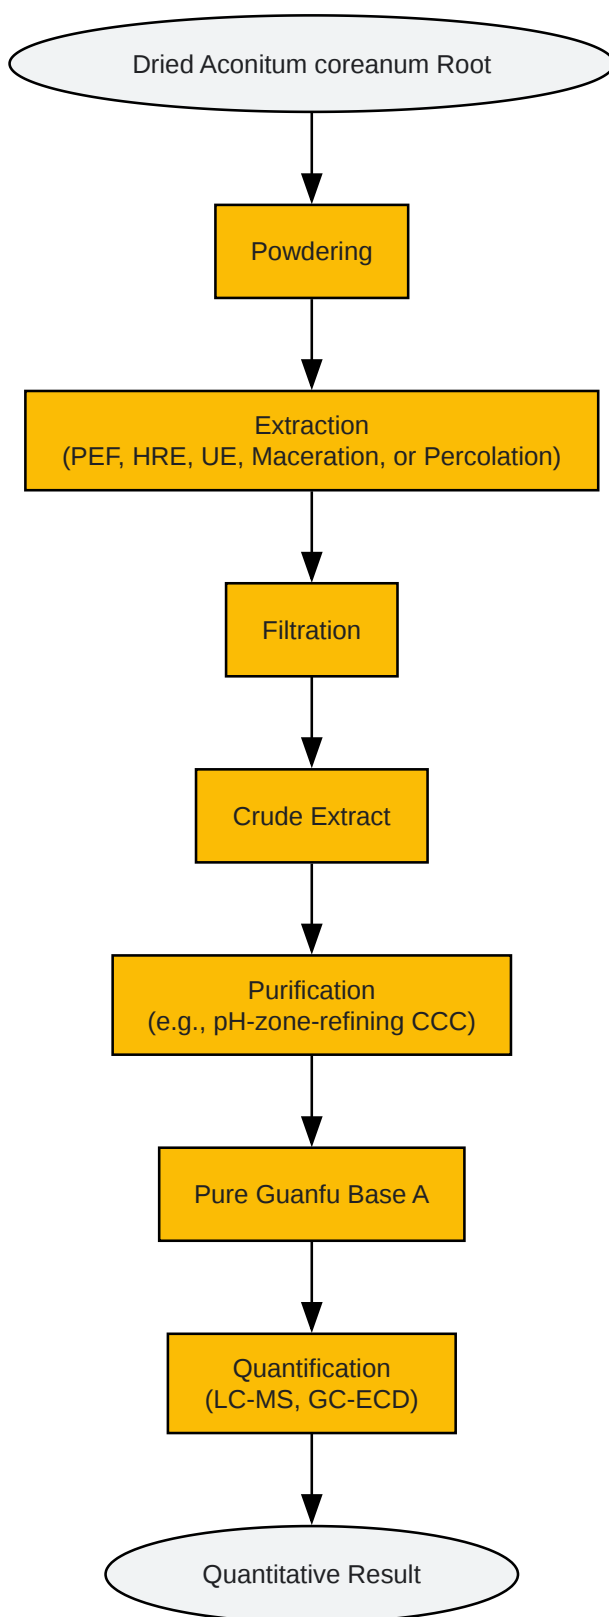 Dried Aconitum coreanum Root
Powdering
Extraction
(PEF, HRE, UE, Maceration, or Percolation)
Filtration
Crude Extract
Purification
(e.g., pH-zone-refining CCC)
Pure Guanfu Base A
Quantification
(LC-MS, GC-ECD)
Quantitative Result